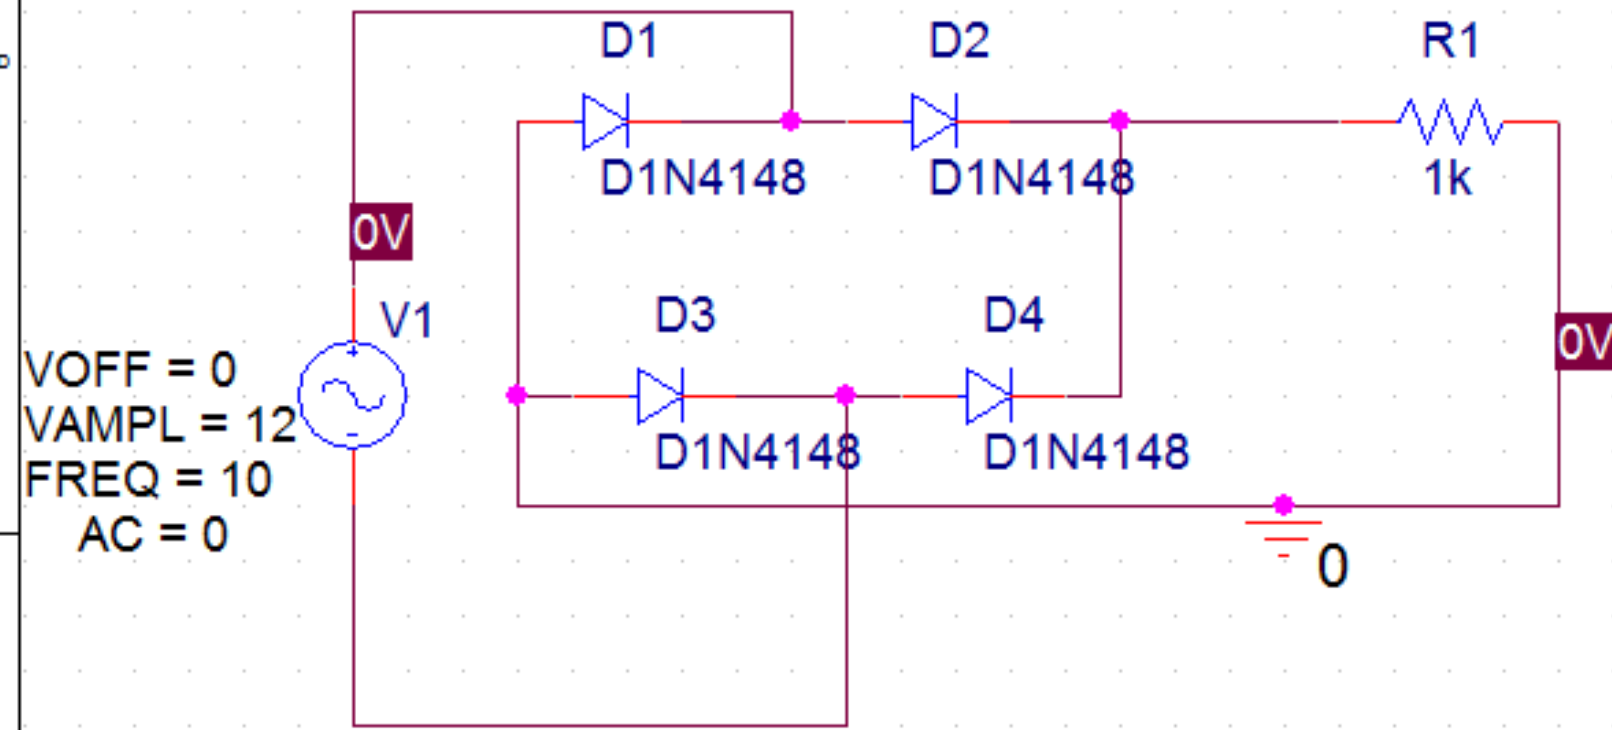 D1
D2
R1
D1N4148
D1N4148
1k
0V
V1
D3
D4
0V
VOFF = 0
VAMPL = 12
FREQ = 10
AC = 0
D1N4148
D1N4148
0